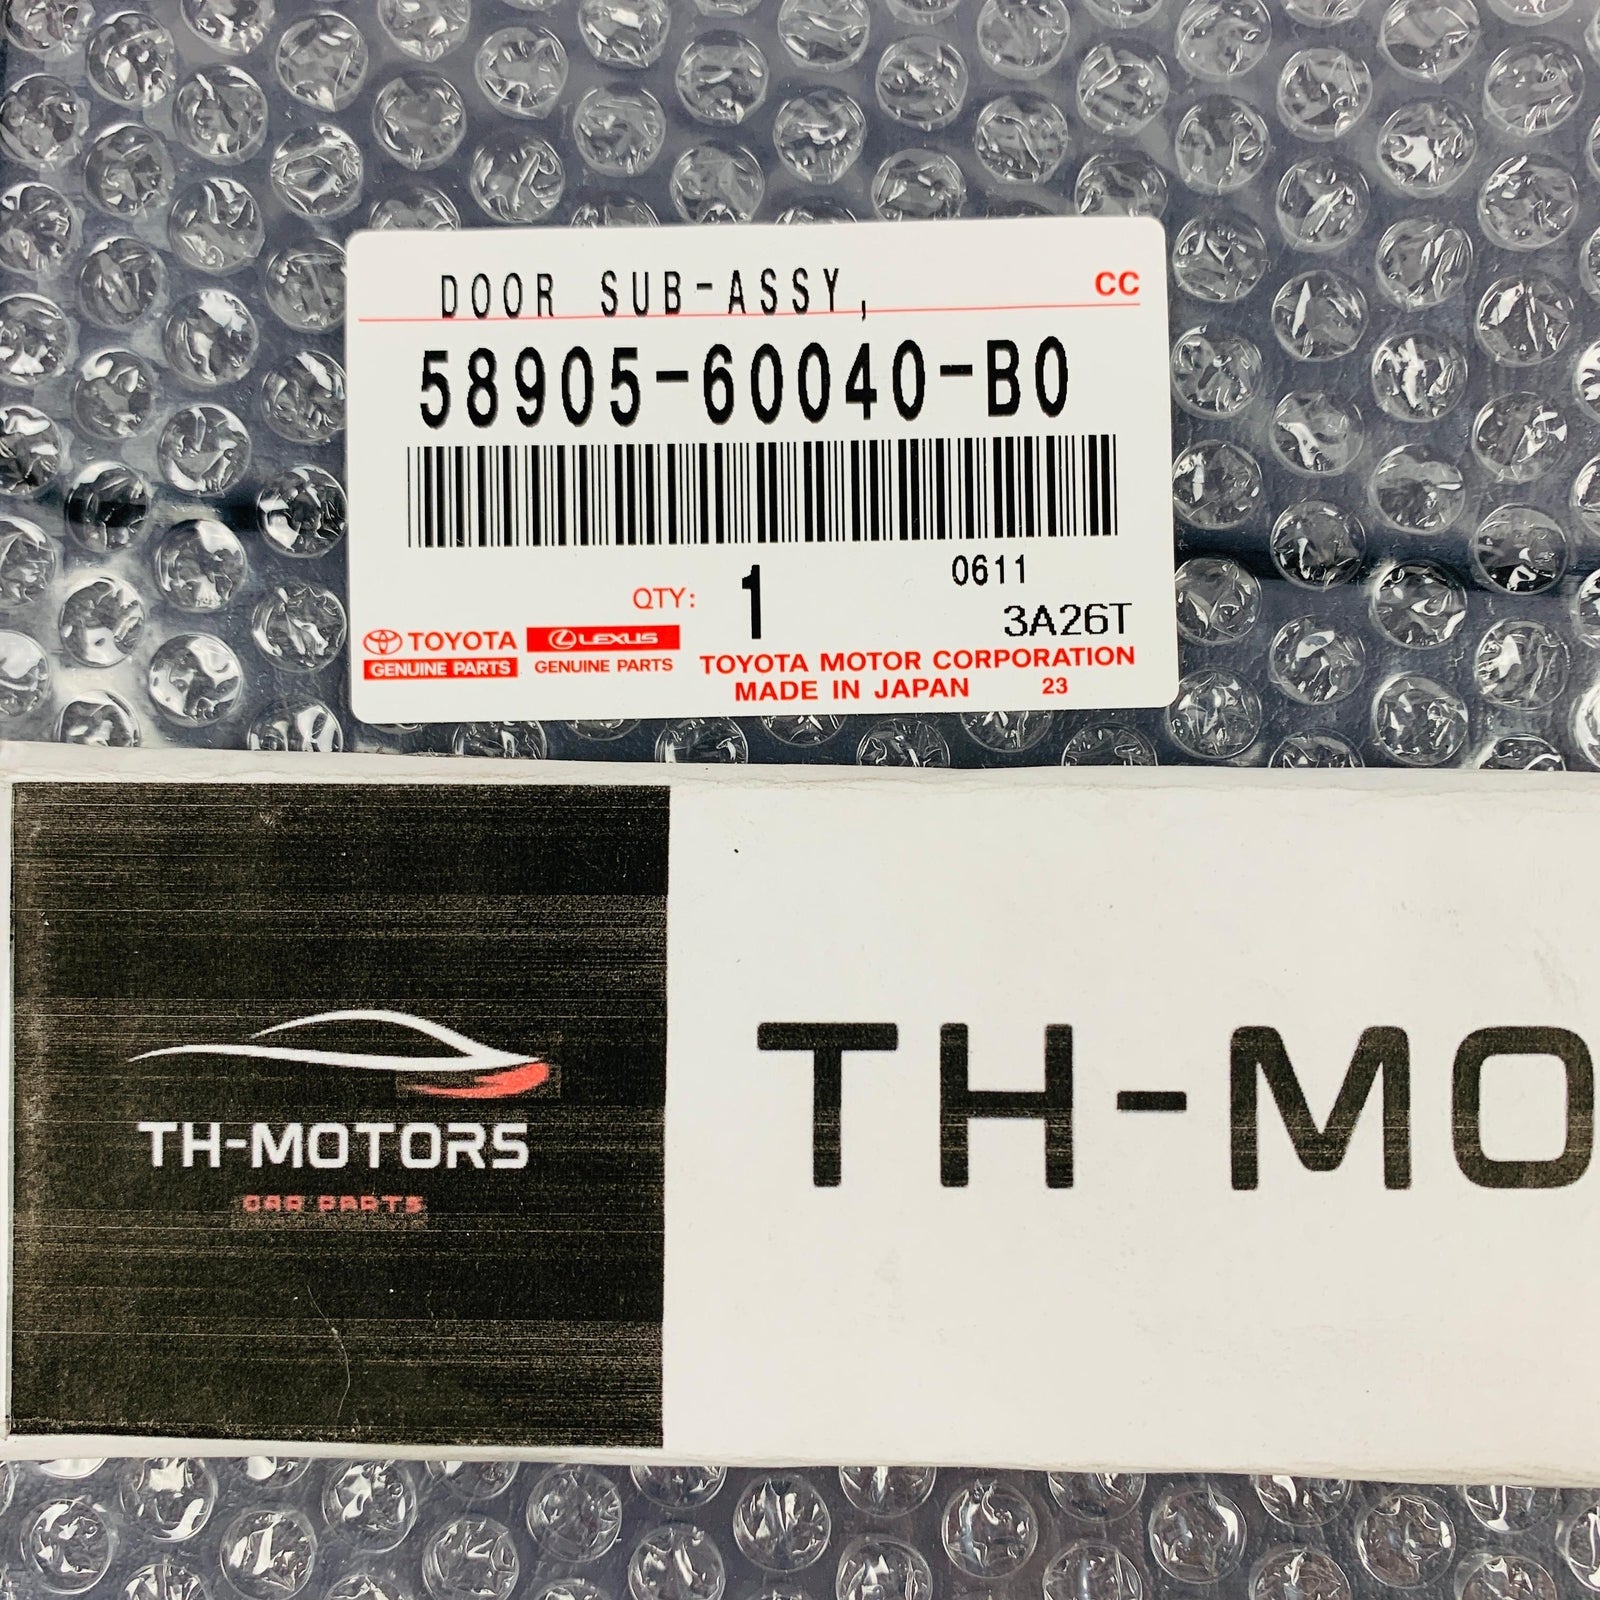 DOOR SUB-ASSY,
CC
58905-60040-B0
0611
QTY: 1
3A26T
TOYOTA
GENUINE PARTS
LEXUS
GENUINE PARTS
TOYOTA MOTOR CORPORATION
MADE IN JAPAN 23
TH-MOTORS
CAR PARTS
TH-MO